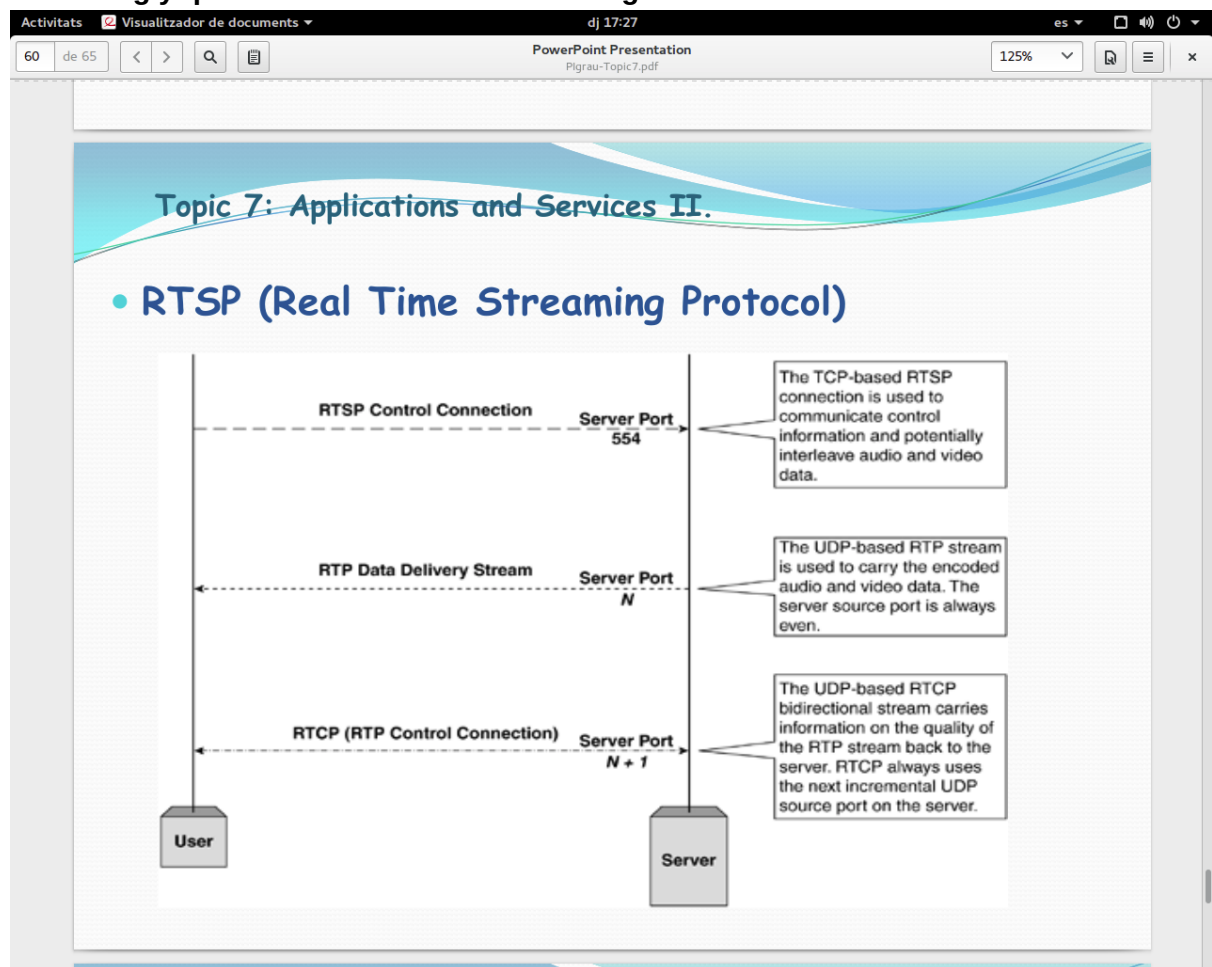 Activitats Visualitzador de documents dj 17:27 es
60 de 65 PowerPoint Presentation 125%
PIgrau-Topic7.pdf
Topic 7: Applications and Services II.
• RTSP (Real Time Streaming Protocol)
RTSP Control Connection
Server Port
554
The TCP-based RTSP
connection is used to
communicate control
information and potentially
interleave audio and video
data.
RTP Data Delivery Stream
Server Port
N
The UDP-based RTP stream
is used to carry the encoded
audio and video data. The
server source port is always
even.
RTCP (RTP Control Connection)
Server Port
N + 1
The UDP-based RTCP
bidirectional stream carries
information on the quality of
the RTP stream back to the
server. RTCP always uses
the next incremental UDP
source port on the server.
User
Server